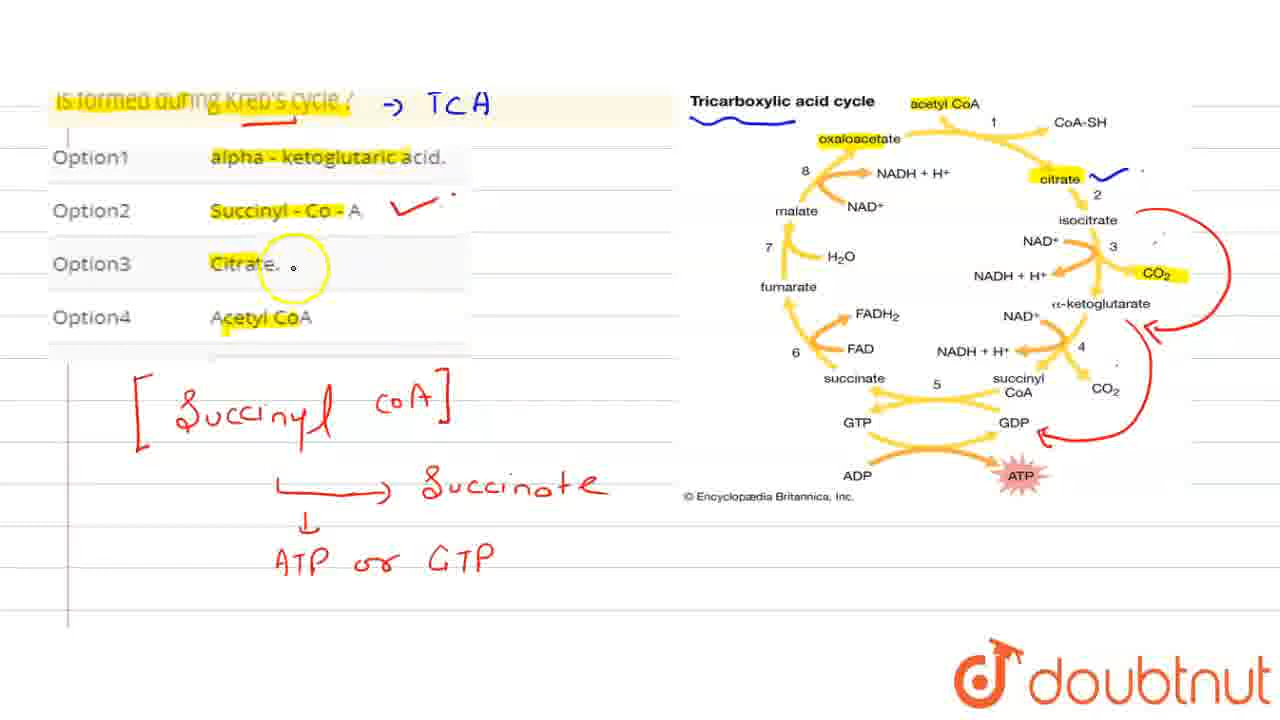 is formed during Kreb's cycle ? → TCA
Option1 alpha - ketoglutaric acid.
Option2 Succinyl - Co - A
Option3 Citrate.
Option4 Acetyl CoA
[ Succinyl CoA ]
→ Succinate
↓
ATP or GTP
Tricarboxylic acid cycle
acetyl CoA
1
CoA-SH
oxaloacetate
citrate
8
NADH + H⁺
2
malate
NAD⁺
isocitrate
7
NAD⁺
3
H₂O
NADH + H⁺
CO₂
fumarate
α-ketoglutarate
FADH₂
NAD⁺
4
6
FAD
NADH + H⁺
succinate
5
succinyl
CoA
CO₂
GTP
GDP
ADP
ATP
© Encyclopædia Britannica, Inc.
doubtnut